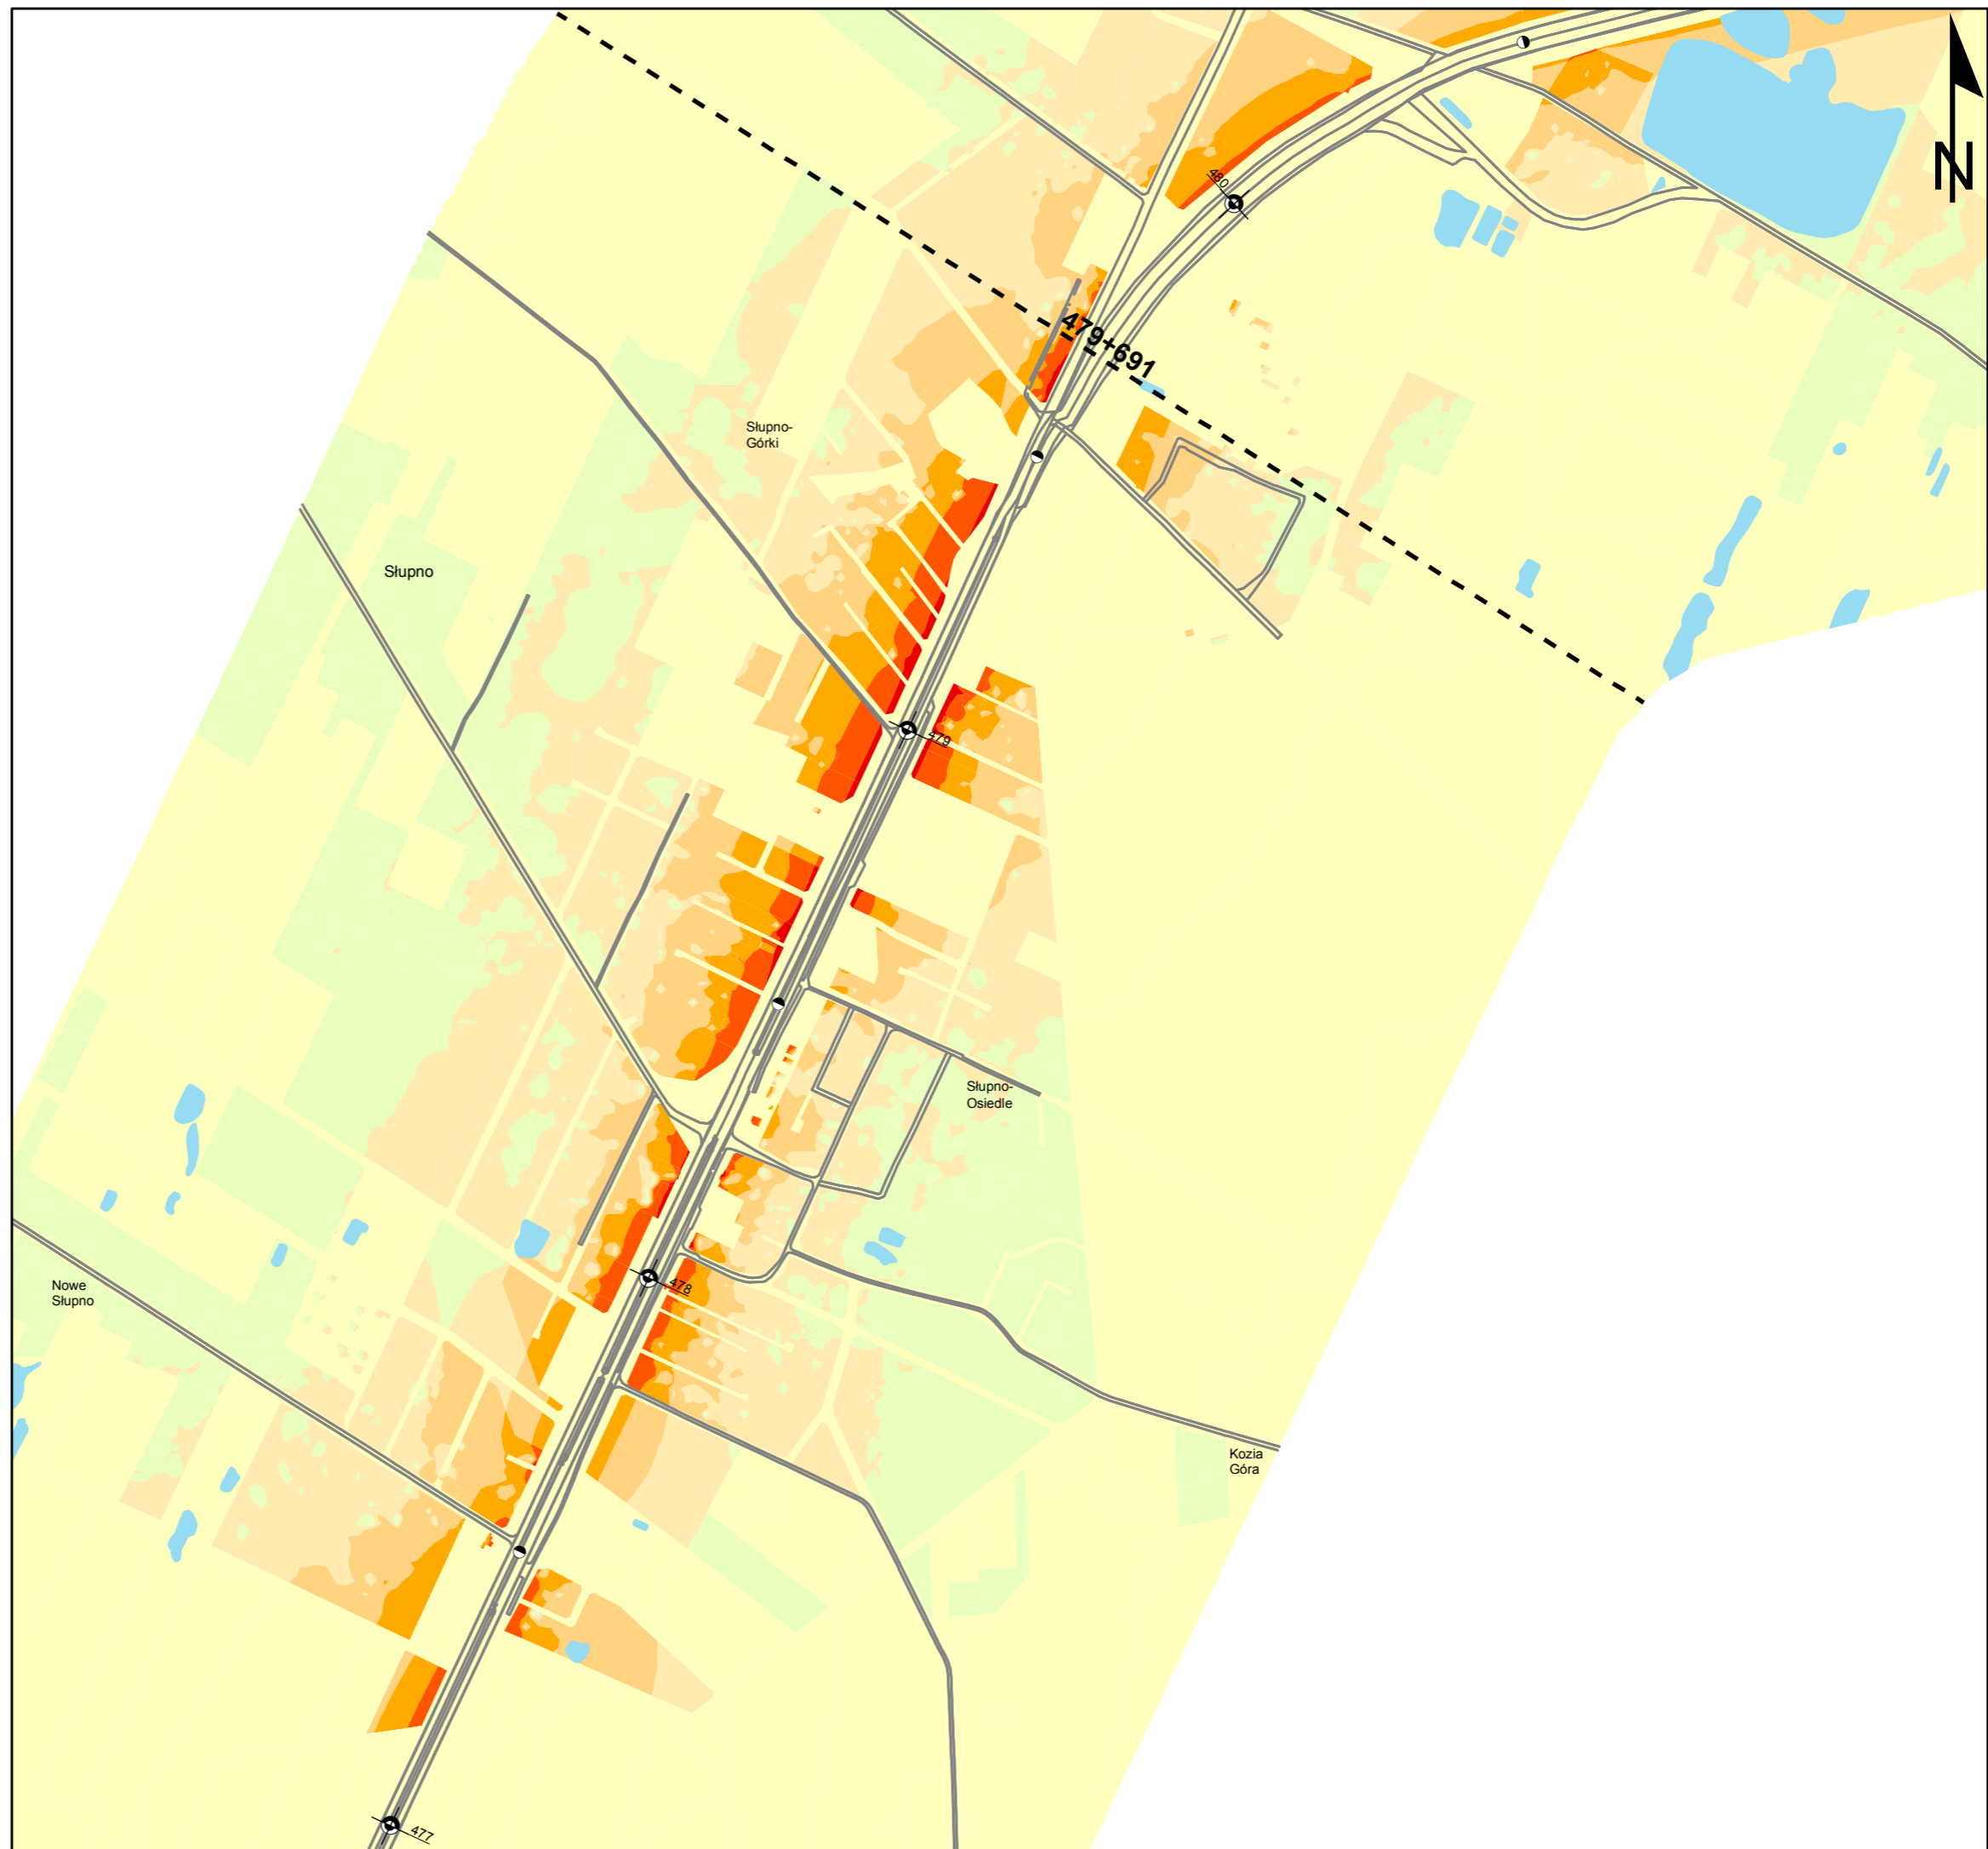 N
480
479+691
Słupno-
Górki
Słupno
479
Słupno-
Osiedle
478
Nowe
Słupno
Kozia
Góra
477